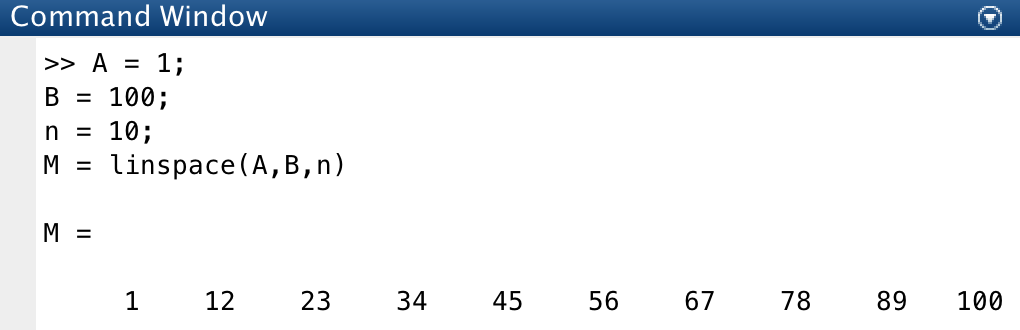 Command Window
>> A = 1;
B = 100;
n = 10;
M = linspace(A,B,n)
M =
1 12 23 34 45 56 67 78 89 100